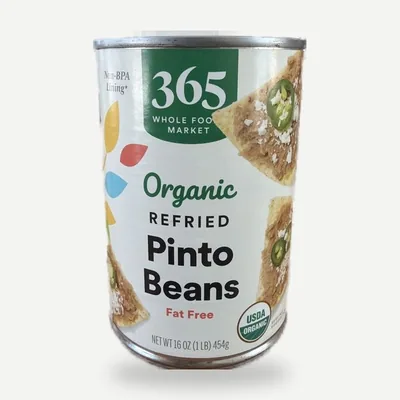 Non-BPA
Lining*
365
WHOLE FOODS
MARKET
Organic
REFRIED
Pinto
Beans
Fat Free
USDA
ORGANIC
NET WT 16 OZ (1 LB) 454g